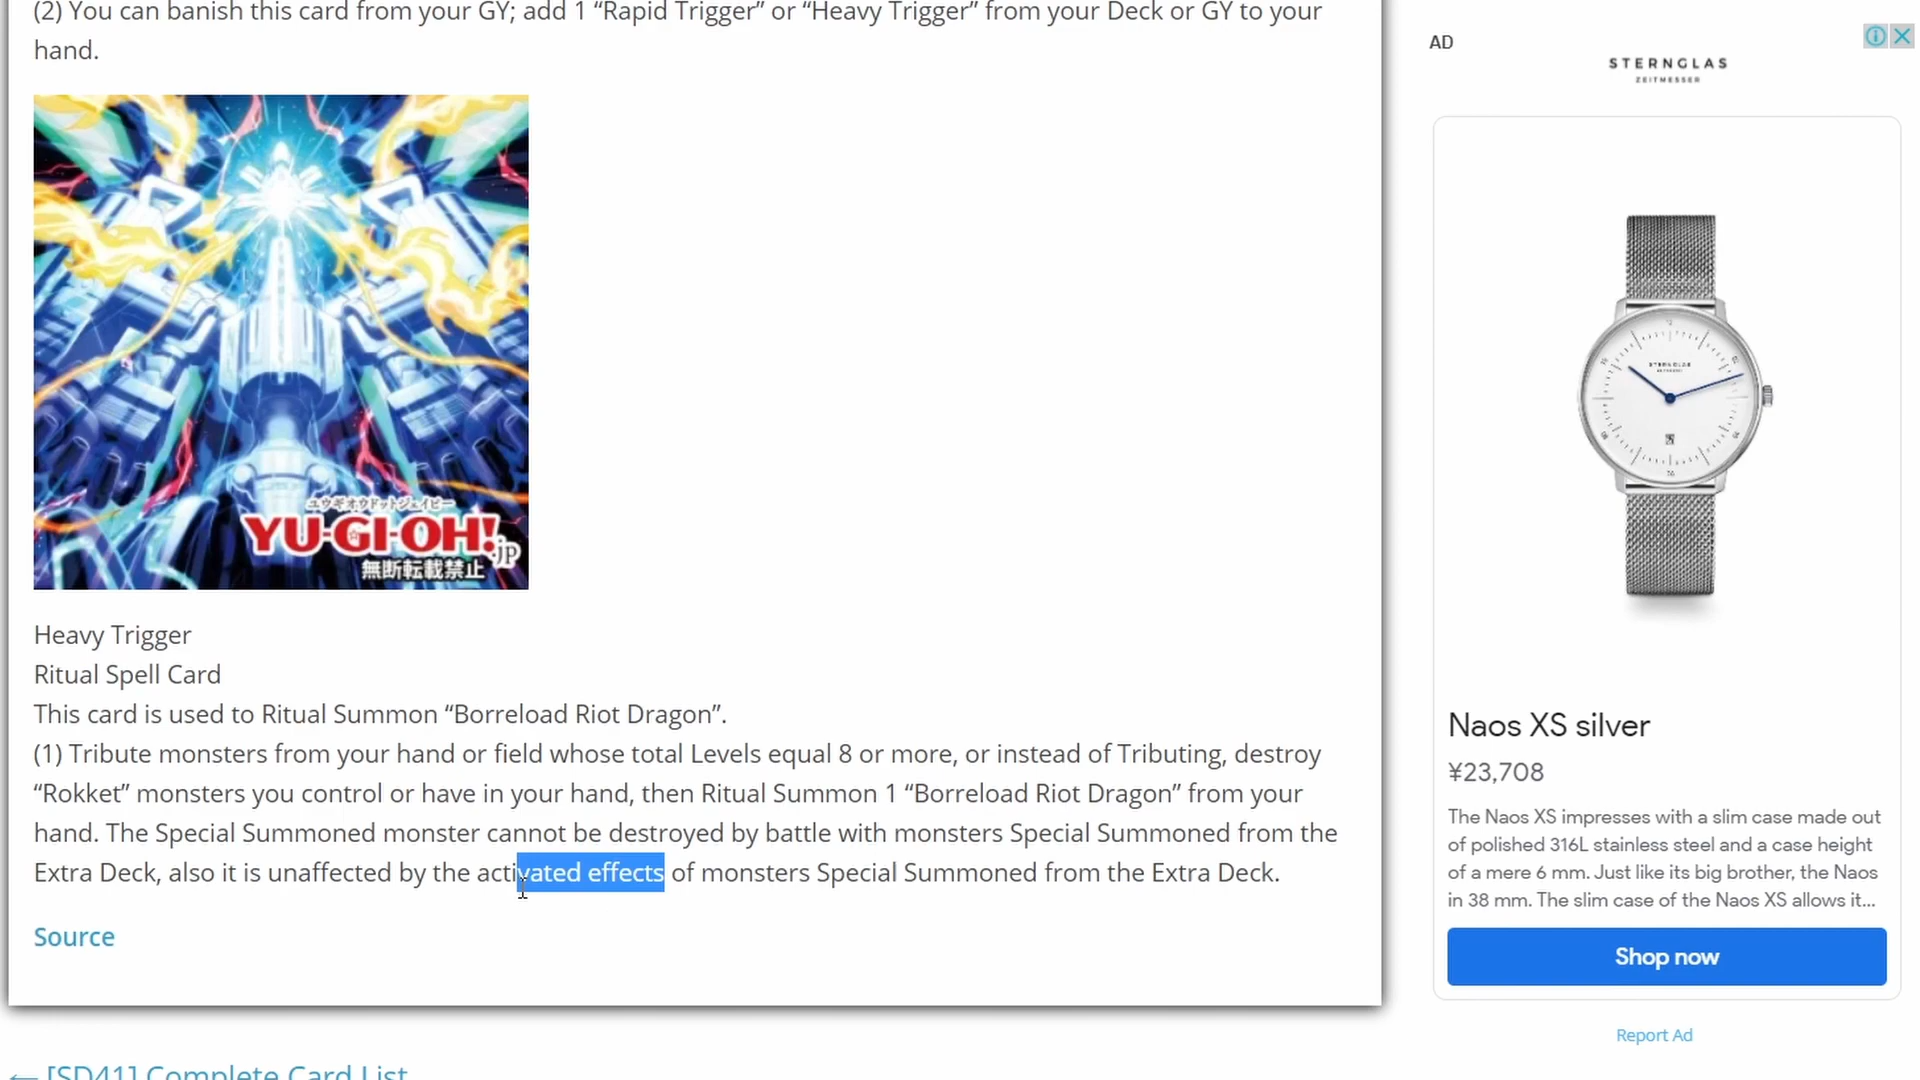 (2) You can banish this card from your GY; add 1 “Rapid Trigger” or “Heavy Trigger” from your Deck or GY to your
hand.
ユウギオウドットジェイピー
YU-GI-OH!
.jp
無断転載禁止
Heavy Trigger
Ritual Spell Card
This card is used to Ritual Summon “Borreload Riot Dragon”.
(1) Tribute monsters from your hand or field whose total Levels equal 8 or more, or instead of Tributing, destroy
“Rokket” monsters you control or have in your hand, then Ritual Summon 1 “Borreload Riot Dragon” from your
hand. The Special Summoned monster cannot be destroyed by battle with monsters Special Summoned from the
Extra Deck, also it is unaffected by the activated effects of monsters Special Summoned from the Extra Deck.
Source
← [SD41] Complete Card List
AD
STERNGLAS
ZEITMESSER
STERNGLAS
Naos XS silver
¥23,708
The Naos XS impresses with a slim case made out
of polished 316L stainless steel and a case height
of a mere 6 mm. Just like its big brother, the Naos
in 38 mm. The slim case of the Naos XS allows it...
Shop now
Report Ad